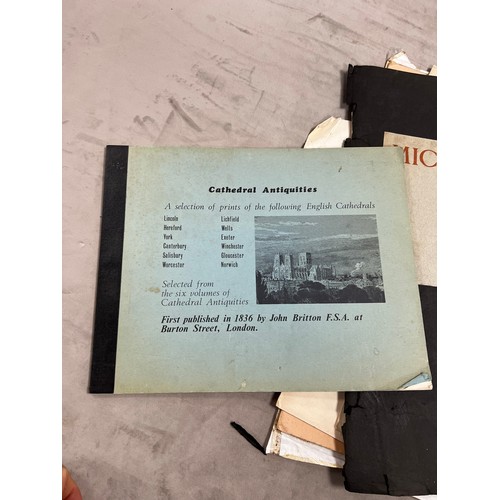 Cathedral Antiquities
A selection of prints of the following English Cathedrals
Lincoln Lichfield
Hereford Wells
York Exeter
Canterbury Winchester
Salisbury Gloucester
Worcester Norwich
Selected from
the six volumes of
Cathedral Antiquities
First published in 1836 by John Britton F.S.A. at
Burton Street, London.
MIC